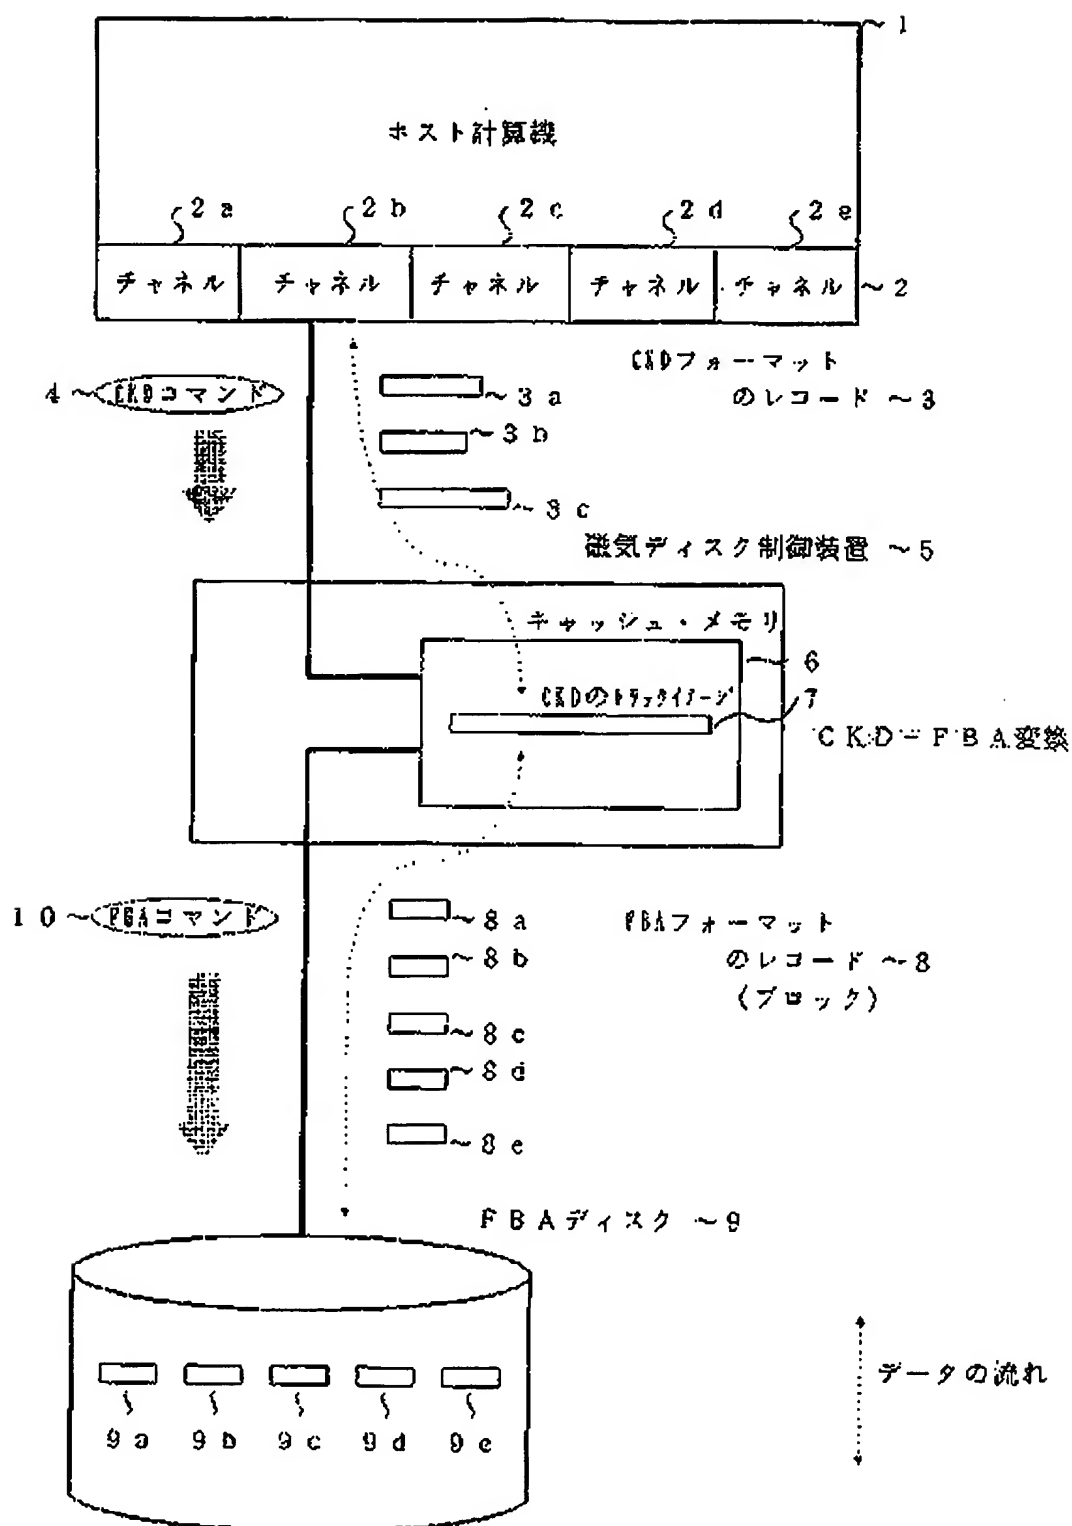 ～1
ホスト計算機
2a 2b 2c 2d 2e
チャネル チャネル チャネル チャネル チャネル ～2
CKDフォーマット
4～ CKDコマンド ～3a のレコード ～3
～3b
～3c
磁気ディスク制御装置 ～5
キャッシュ・メモリ
6
CKDのトラックイメージ 7
CKD－FBA変換
10～ FBAコマンド ～8a FBAフォーマット
～8b のレコード ～8
(ブロック)
～8c
～8d
～8e
FBAディスク ～9
データの流れ
9a 9b 9c 9d 9e